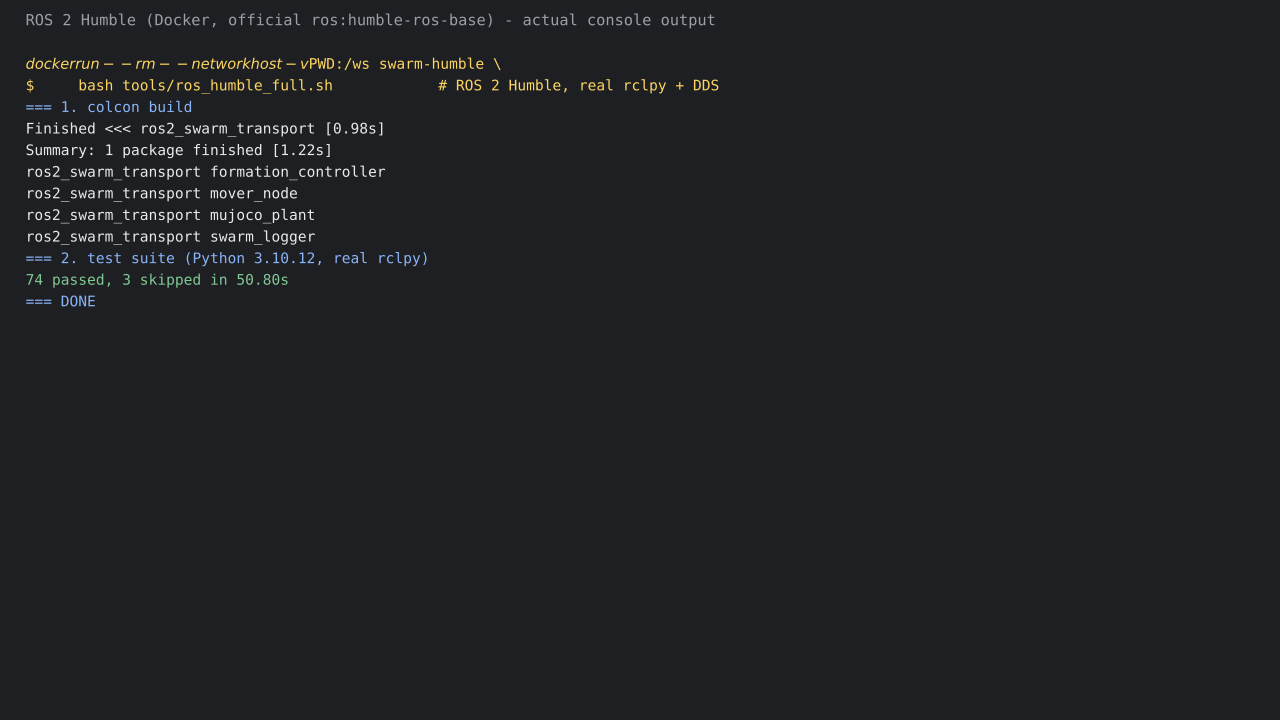 ROS 2 Humble (Docker, official ros:humble-ros-base) - actual console output
dockerrun−−rm−−networkhost−vPWD:/ws swarm-humble \
$     bash tools/ros_humble_full.sh            # ROS 2 Humble, real rclpy + DDS
=== 1. colcon build
Finished <<< ros2_swarm_transport [0.98s]
Summary: 1 package finished [1.22s]
ros2_swarm_transport formation_controller
ros2_swarm_transport mover_node
ros2_swarm_transport mujoco_plant
ros2_swarm_transport swarm_logger
=== 2. test suite (Python 3.10.12, real rclpy)
74 passed, 3 skipped in 50.80s
=== DONE